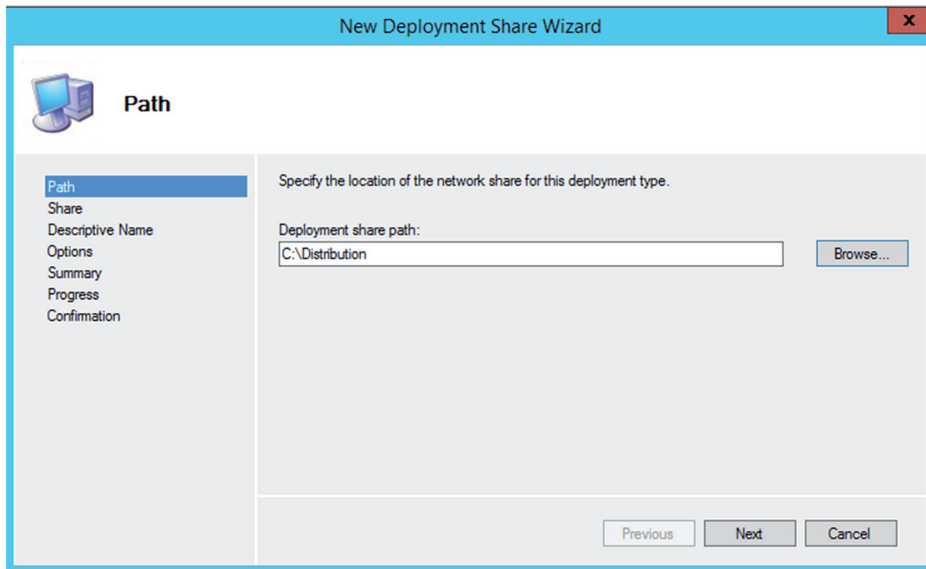 New Deployment Share Wizard
x
Path
Path
Share
Descriptive Name
Options
Summary
Progress
Confirmation
Specify the location of the network share for this deployment type.
Deployment share path:
C:\Distribution
Browse...
Previous
Next
Cancel